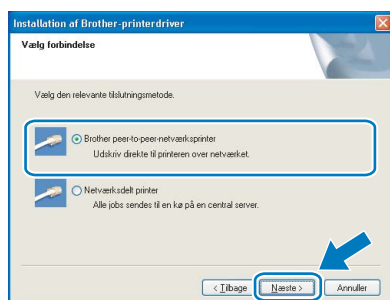 Installation af Brother-printerdriver
Vælg forbindelse
Vælg den relevante tilslutningsmetode.
Brother peer-to-peer-netværksprinter
Udskriv direkte til printeren over netværket.
Netværksdelt printer
Alle jobs sendes til en kø på en central server.
< Tilbage Næste > Annuller